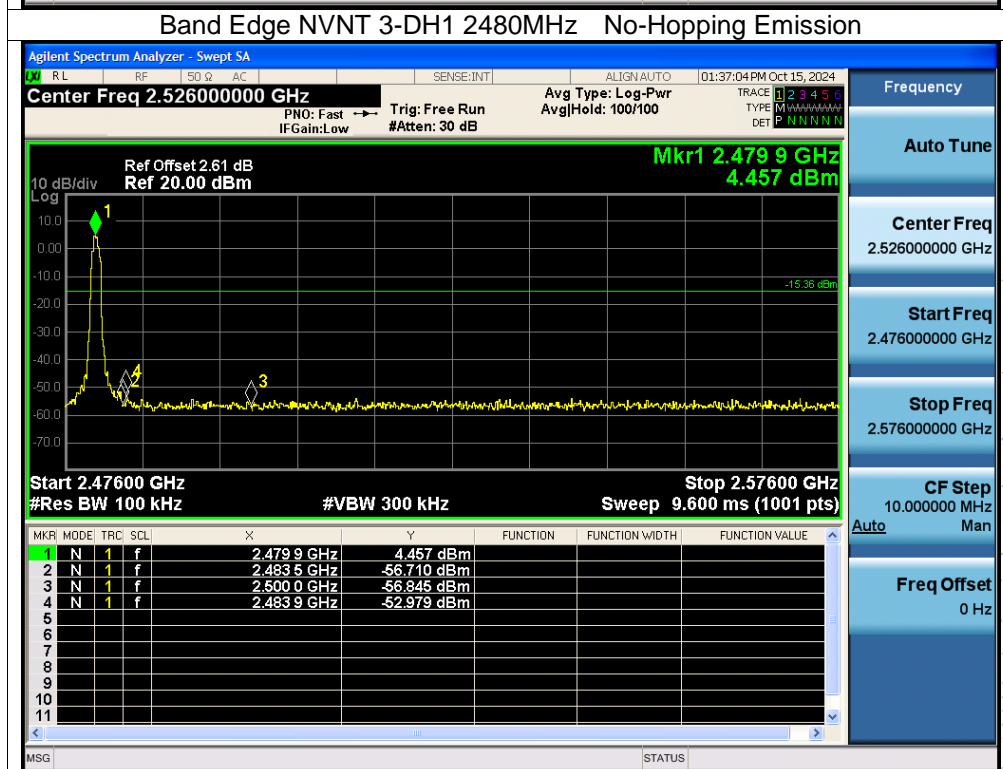 Band Edge NVNT 3-DH1 2480MHz No-Hopping Emission
Agilent Spectrum Analyzer - Swept SA
LXI RL RF 50 Ω AC SENSE:INT ALIGN AUTO 01:37:04 PM Oct 15, 2024
Center Freq 2.526000000 GHz
PNO: Fast
IFGain:Low
Trig: Free Run
#Atten: 30 dB
Avg Type: Log-Pwr
Avg|Hold: 100/100
TRACE 1 2 3 4 5 6
TYPE M
DET P N N N N N
Frequency
Auto Tune
Center Freq
2.526000000 GHz
Start Freq
2.476000000 GHz
Stop Freq
2.576000000 GHz
CF Step
10.000000 MHz
Auto Man
Freq Offset
0 Hz
Mkr1 2.479 9 GHz
4.457 dBm
Ref Offset 2.61 dB
10 dB/div Ref 20.00 dBm
Log
10.0
0.00
-10.0
-20.0
-30.0
-40.0
-50.0
-60.0
-70.0
-15.36 dBm
1
4
2
3
Start 2.47600 GHz Stop 2.57600 GHz
#Res BW 100 kHz #VBW 300 kHz Sweep 9.600 ms (1001 pts)
MKR MODE TRC SCL X Y FUNCTION FUNCTION WIDTH FUNCTION VALUE
1 N 1 f 2.479 9 GHz 4.457 dBm
2 N 1 f 2.483 5 GHz -56.710 dBm
3 N 1 f 2.500 0 GHz -56.845 dBm
4 N 1 f 2.483 9 GHz -52.979 dBm
5
6
7
8
9
10
11
MSG STATUS